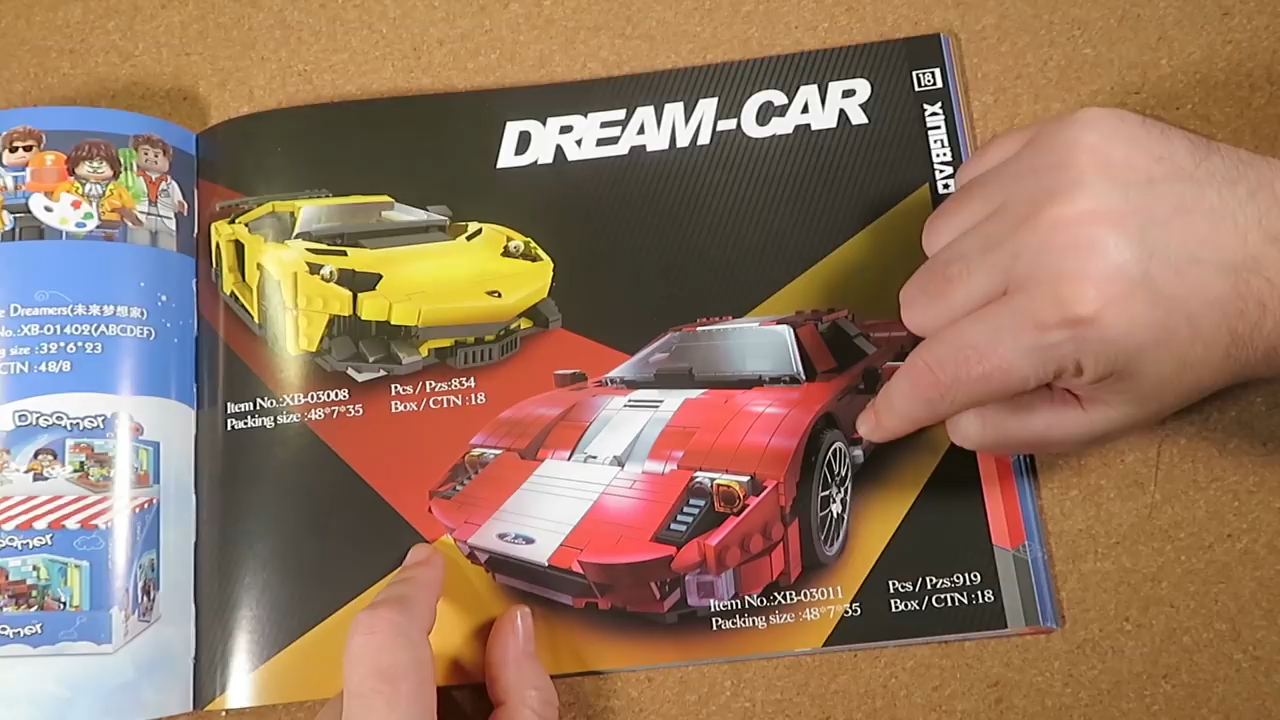 DREAM-CAR
18
XINGBAO
e Dreamers(未来梦想家)
No.:XB-01402(ABCDEF)
g size :32*6*23
CTN :48/8
Dreamer
eamer
eamer
Item No.:XB-03008
Packing size :48*7*35
Pcs / Pzs:834
Box / CTN :18
Item No.:XB-03011
Packing size :48*7*35
Pcs / Pzs:919
Box / CTN :18